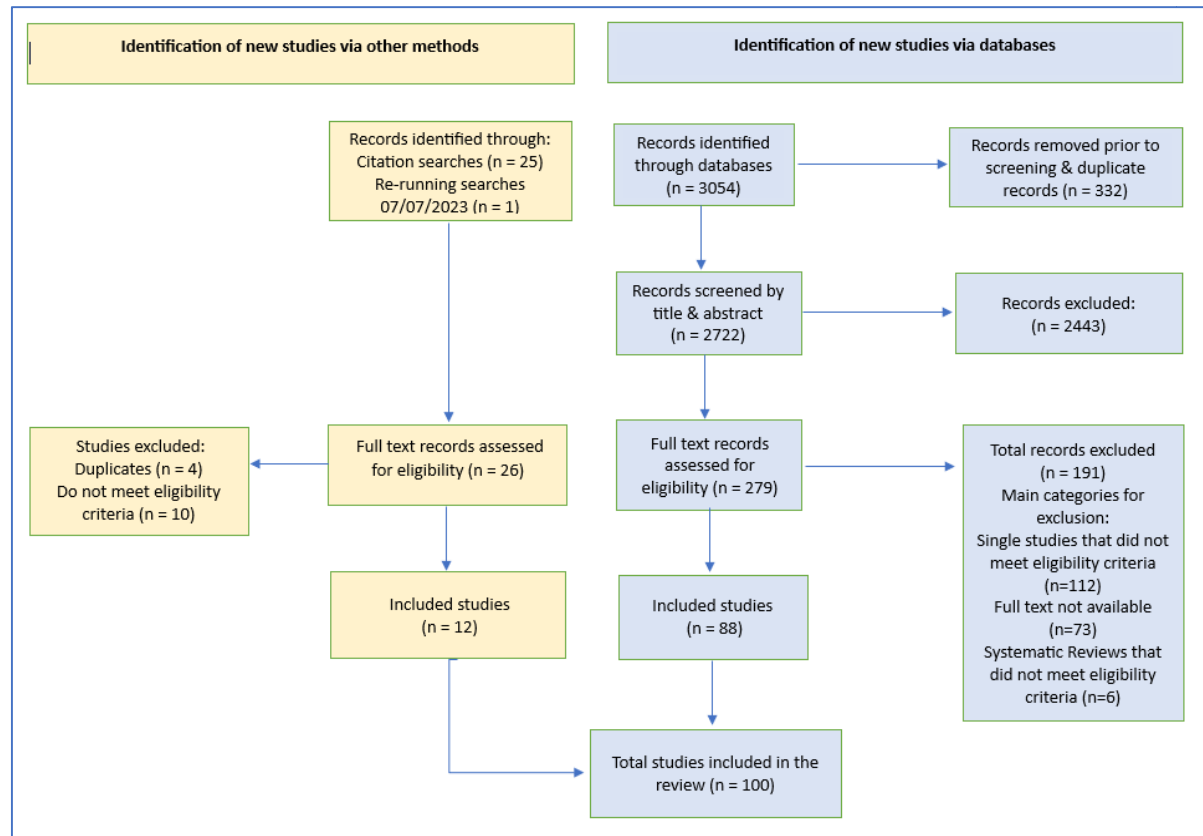 Identification of new studies via other methods
Identification of new studies via databases
Records identified through:
Citation searches (n = 25)
Re-running searches
07/07/2023 (n = 1)
Records identified
through databases
(n = 3054)
Records removed prior to
screening & duplicate
records (n = 332)
Records screened by
title & abstract
(n = 2722)
Records excluded:
(n = 2443)
Studies excluded:
Duplicates (n = 4)
Do not meet eligibility
criteria (n = 10)
Full text records assessed
for eligibility (n = 26)
Full text records
assessed for
eligibility (n = 279)
Total records excluded
(n = 191)
Main categories for
exclusion:
Single studies that did not
meet eligibility criteria
(n=112)
Full text not available
(n=73)
Systematic Reviews that
did not meet eligibility
criteria (n=6)
Included studies
(n = 12)
Included studies
(n = 88)
Total studies included in the
review (n = 100)